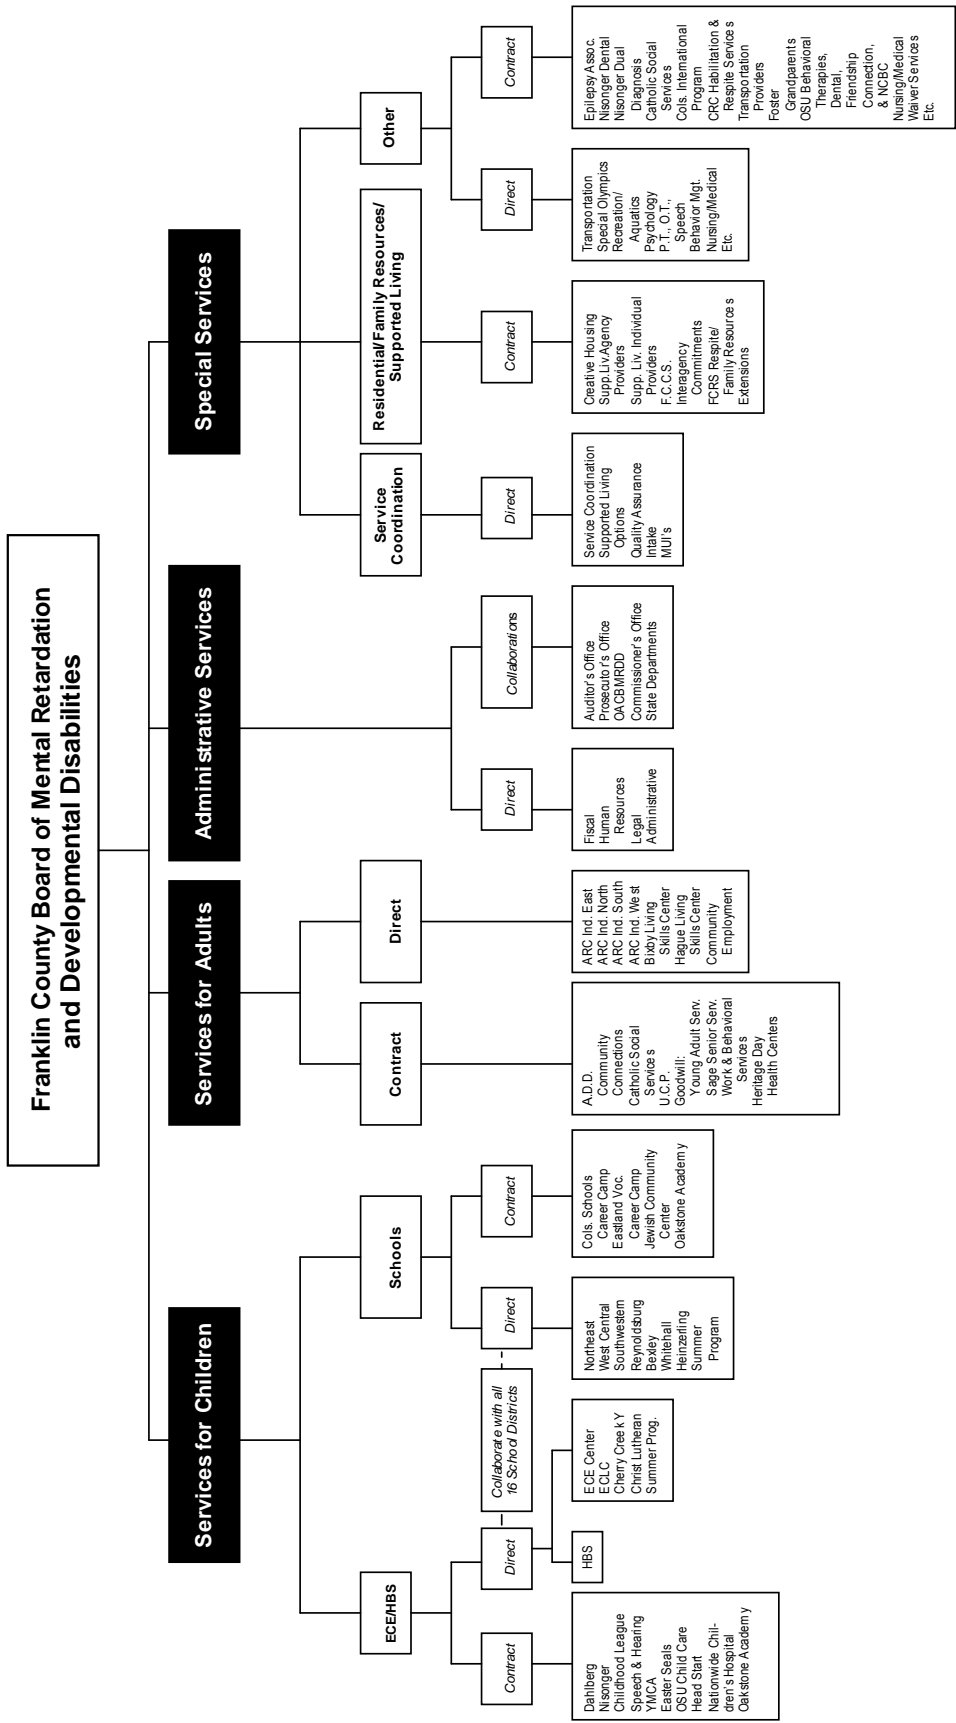 Franklin County Board of Mental Retardation
and Developmental Disabilities
Services for Children
Services for Adults
Administrative Services
Special Services
ECE/HBS
Schools
Contract
Direct
Service
Coordination
Residential/Family Resources/
Supported Living
Other
Contract
Direct
Collaborate with all
16 School Districts
Direct
Contract
Direct
Collaborations
Direct
Contract
Direct
Contract
Dahlberg
Nisonger
Childhood League
Speech & Hearing
YMCA
Easter Seals
OSU Child Care
Head Start
Nationwide Chil-
dren's Hospital
Oakstone Academy
HBS
ECE Center
ECLC
Cherry Creek Y
Christ Lutheran
Summer Prog.
Northeast
West Central
Southwestern
Reynoldsburg
Bexley
Whitehall
Heinzerling
Summer
Program
Cols. Schools
Career Camp
Eastland Voc.
Career Camp
Jewish Community
Center
Oakstone Academy
A.D.D.
Community
Connections
Catholic Social
Services
U.C.P.
Goodwill:
Young Adult Serv.
Sage Senior Serv.
Work & Behavioral
Services
Heritage Day
Health Centers
ARC Ind. East
ARC Ind. North
ARC Ind. South
ARC Ind. West
Bixby Living
Skills Center
Hague Living
Skills Center
Community
Employment
Fiscal
Human
Resources
Legal
Administrative
Auditor's Office
Prosecutor's Office
OACBMRDD
Commissioner's Office
State Departments
Service Coordination
Supported Living
Options
Quality Assurance
Intake
MUI's
Creative Housing
Supp.Liv.Agency
Providers
Supp. Liv. Individual
Providers
F.C.C.S.
Interagency
Commitments
FCRS Respite/
Family Resources
Extensions
Transportation
Special Olympics
Recreation/
Aquatics
Psychology
P.T., O.T.,
Speech
Behavior Mgt.
Nursing/Medical
Etc.
Epilepsy Assoc.
Nisonger Dental
Nisonger Dual
Diagnosis
Catholic Social
Services
Cols. International
Program
CRC Habilitation &
Respite Services
Transportation
Providers
Foster
Grandparents
OSU Behavioral
Therapies,
Dental,
Friendship
Connection,
& NCBC
Nursing/Medical
Waiver Services
Etc.